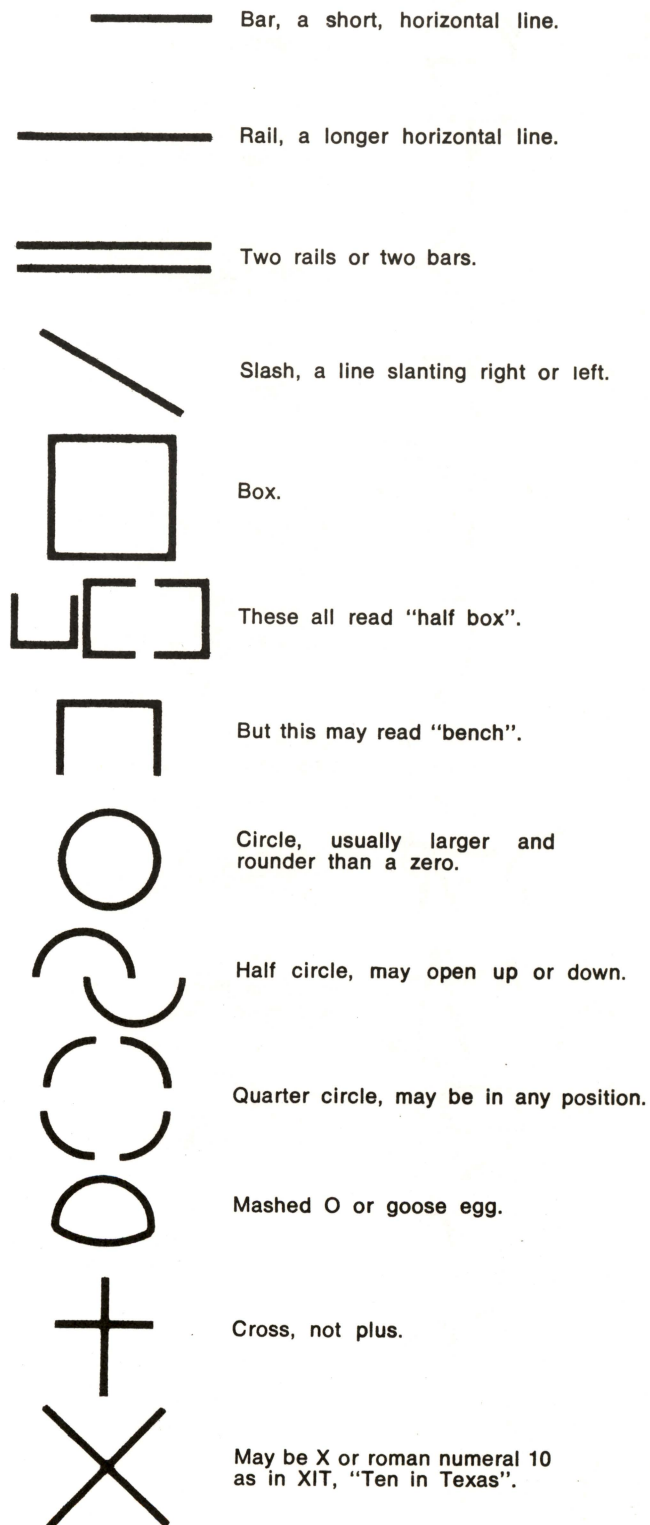 Bar, a short, horizontal line.
Rail, a longer horizontal line.
Two rails or two bars.
Slash, a line slanting right or left.
Box.
These all read “half box”.
But this may read “bench”.
Circle, usually larger and
rounder than a zero.
Half circle, may open up or down.
Quarter circle, may be in any position.
Mashed O or goose egg.
Cross, not plus.
May be X or roman numeral 10
as in XIT, “Ten in Texas”.